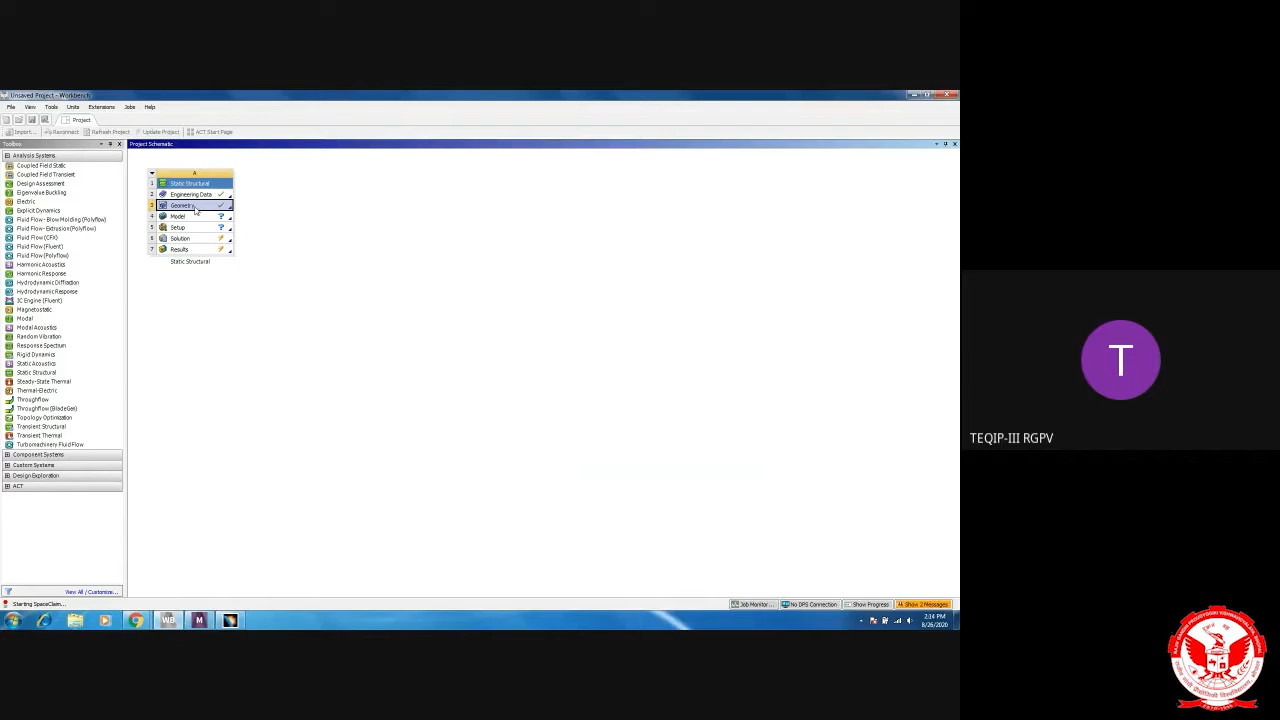 Unsaved Project - Workbench
File View Tools Units Extensions Jobs Help
Project
Import... Reconnect Refresh Project Update Project ACT Start Page
Toolbox
Project Schematic
Analysis Systems
Coupled Field Static
Coupled Field Transient
Design Assessment
Eigenvalue Buckling
Electric
Explicit Dynamics
Fluid Flow - Blow Molding (Polyflow)
Fluid Flow- Extrusion (Polyflow)
Fluid Flow (CFX)
Fluid Flow (Fluent)
Fluid Flow (Polyflow)
Harmonic Acoustics
Harmonic Response
Hydrodynamic Diffraction
Hydrodynamic Response
IC Engine (Fluent)
Magnetostatic
Modal
Modal Acoustics
Random Vibration
Response Spectrum
Rigid Dynamics
Static Acoustics
Static Structural
Steady-State Thermal
Thermal-Electric
Throughflow
Throughflow (BladeGen)
Topology Optimization
Transient Structural
Transient Thermal
Turbomachinery Fluid Flow
Component Systems
Custom Systems
Design Exploration
ACT
View All / Customize...
A
1 Static Structural
2 Engineering Data
3 Geometry
4 Model ?
5 Setup ?
6 Solution
7 Results
Static Structural
Starting SpaceClaim...
Job Monitor... No DPS Connection Show Progress Show 2 Messages
WB M
2:14 PM
8/26/2020
T
TEQIP-III RGPV